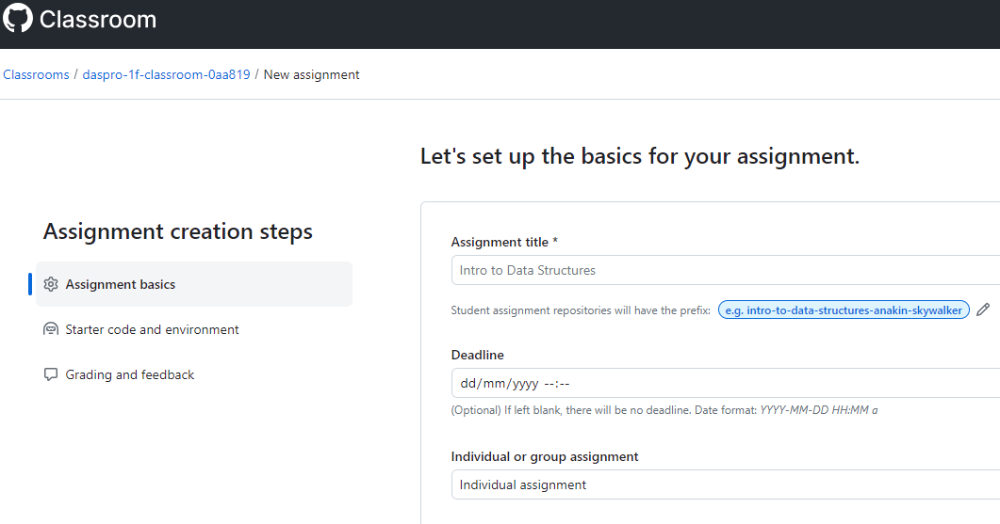 Classroom
Classrooms / daspro-1f-classroom-0aa819 / New assignment
Let's set up the basics for your assignment.
Assignment creation steps
Assignment basics
Starter code and environment
Grading and feedback
Assignment title *
Intro to Data Structures
Student assignment repositories will have the prefix: e.g. intro-to-data-structures-anakin-skywalker
Deadline
dd/mm/yyyy --:--
(Optional) If left blank, there will be no deadline. Date format: YYYY-MM-DD HH:MM a
Individual or group assignment
Individual assignment